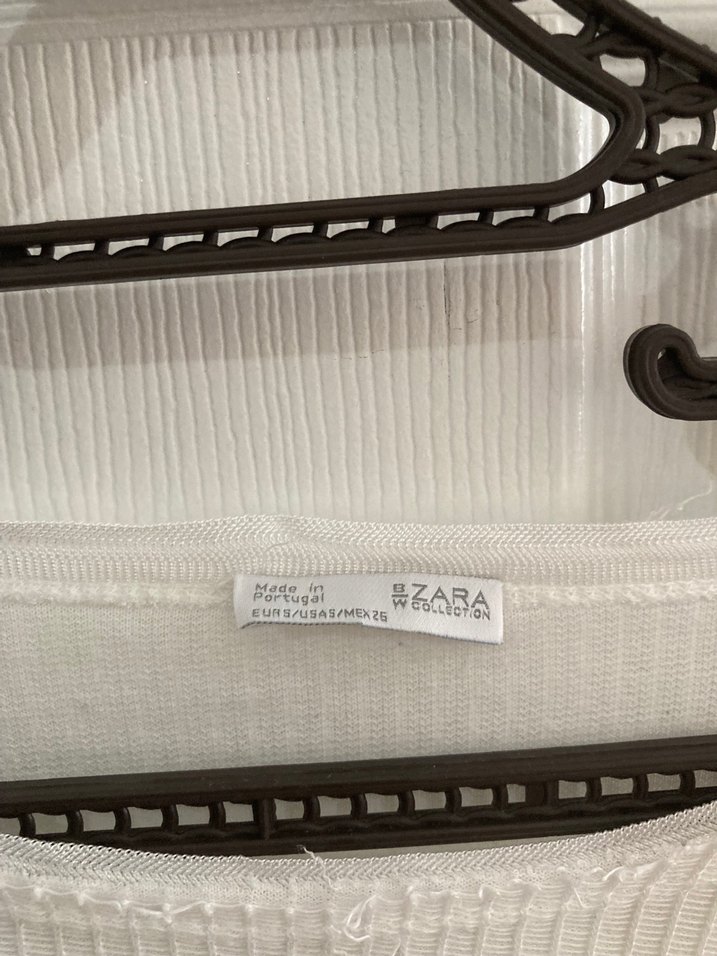 Made in
Portugal
EUR S/USA S/MEX 26
B
W
ZARA
COLLECTION